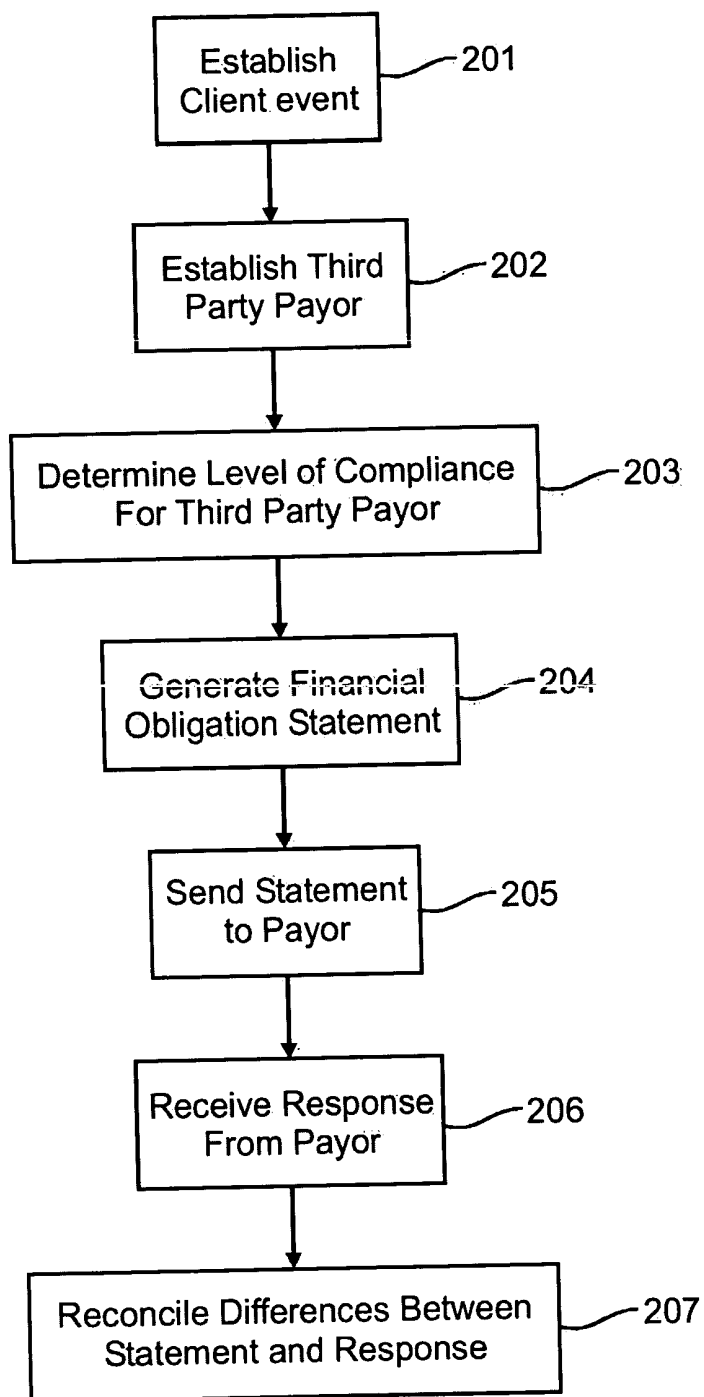 Establish
Client event
201
Establish Third
Party Payor
202
Determine Level of Compliance
For Third Party Payor
203
Generate Financial
Obligation Statement
204
Send Statement
to Payor
205
Receive Response
From Payor
206
Reconcile Differences Between
Statement and Response
207